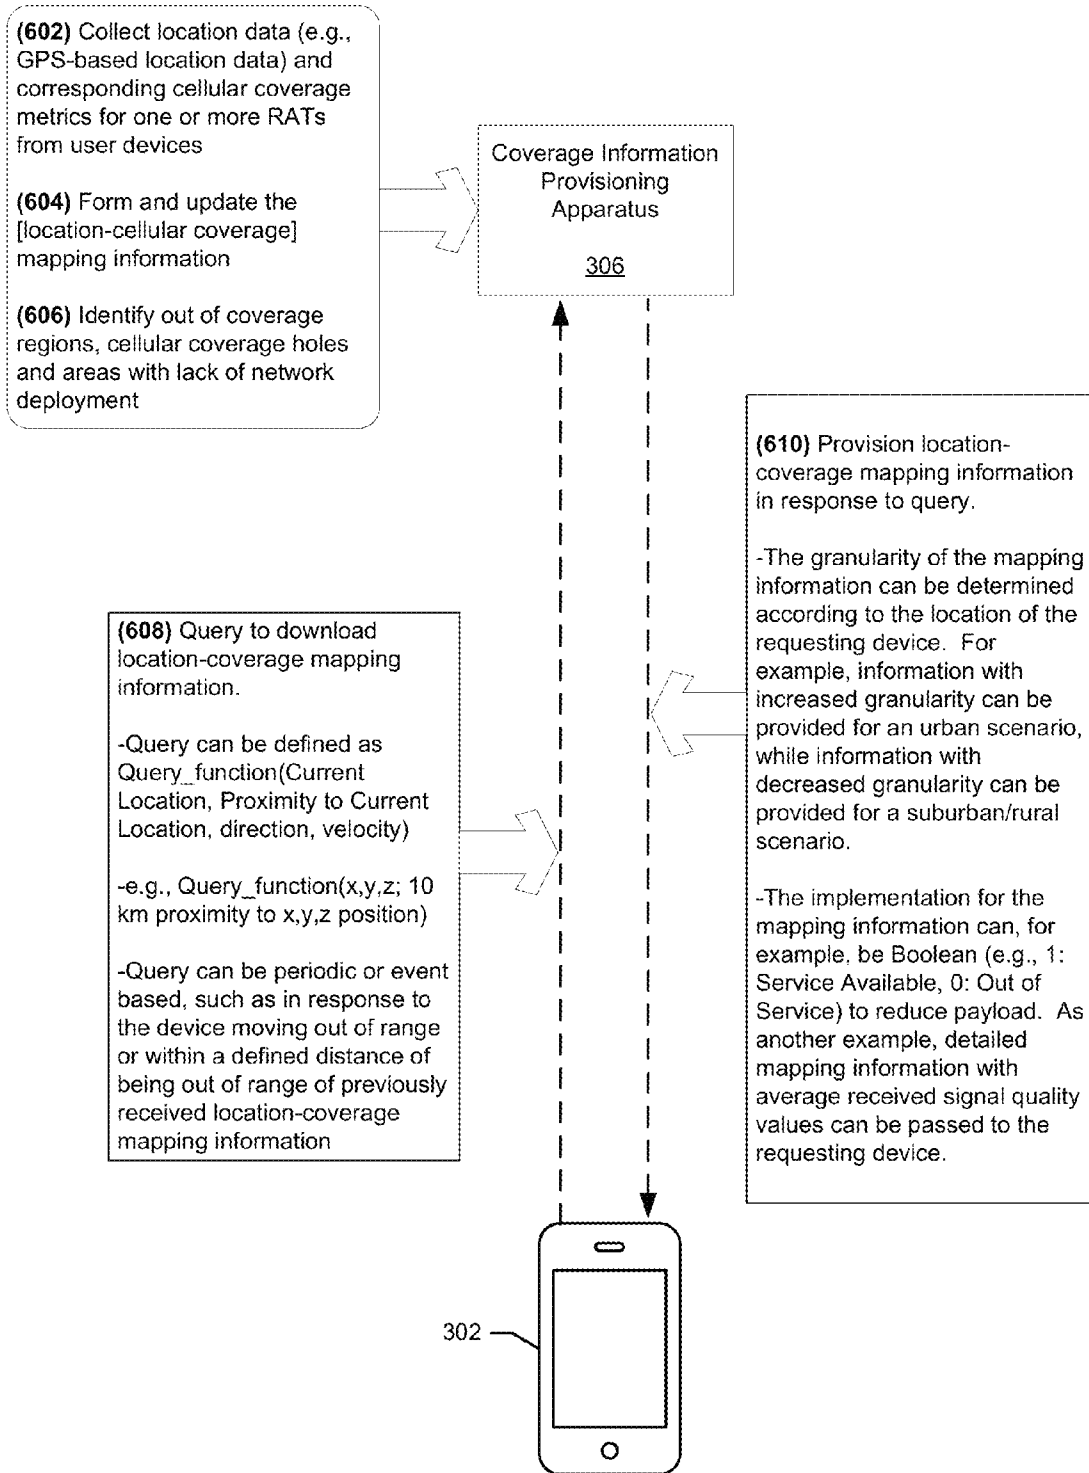 (602) Collect location data (e.g.,
GPS-based location data) and
corresponding cellular coverage
metrics for one or more RATs
from user devices
(604) Form and update the
[location-cellular coverage]
mapping information
(606) Identify out of coverage
regions, cellular coverage holes
and areas with lack of network
deployment
Coverage Information
Provisioning
Apparatus
306
(608) Query to download
location-coverage mapping
information.
-Query can be defined as
Query_function(Current
Location, Proximity to Current
Location, direction, velocity)
-e.g., Query_function(x,y,z; 10
km proximity to x,y,z position)
-Query can be periodic or event
based, such as in response to
the device moving out of range
or within a defined distance of
being out of range of previously
received location-coverage
mapping information
(610) Provision location-
coverage mapping information
in response to query.
-The granularity of the mapping
information can be determined
according to the location of the
requesting device.  For
example, information with
increased granularity can be
provided for an urban scenario,
while information with
decreased granularity can be
provided for a suburban/rural
scenario.
-The implementation for the
mapping information can, for
example, be Boolean (e.g., 1:
Service Available, 0: Out of
Service) to reduce payload.  As
another example, detailed
mapping information with
average received signal quality
values can be passed to the
requesting device.
302